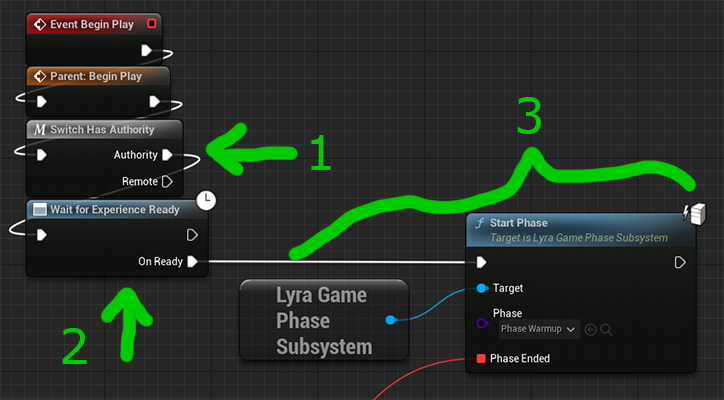 Event Begin Play
Parent: Begin Play
M Switch Has Authority
Authority
Remote
1
Wait for Experience Ready
On Ready
2
3
f Start Phase
Target is Lyra Game Phase Subsystem
Lyra Game
Phase
Subsystem
Target
Phase
Phase Warmup
Phase Ended